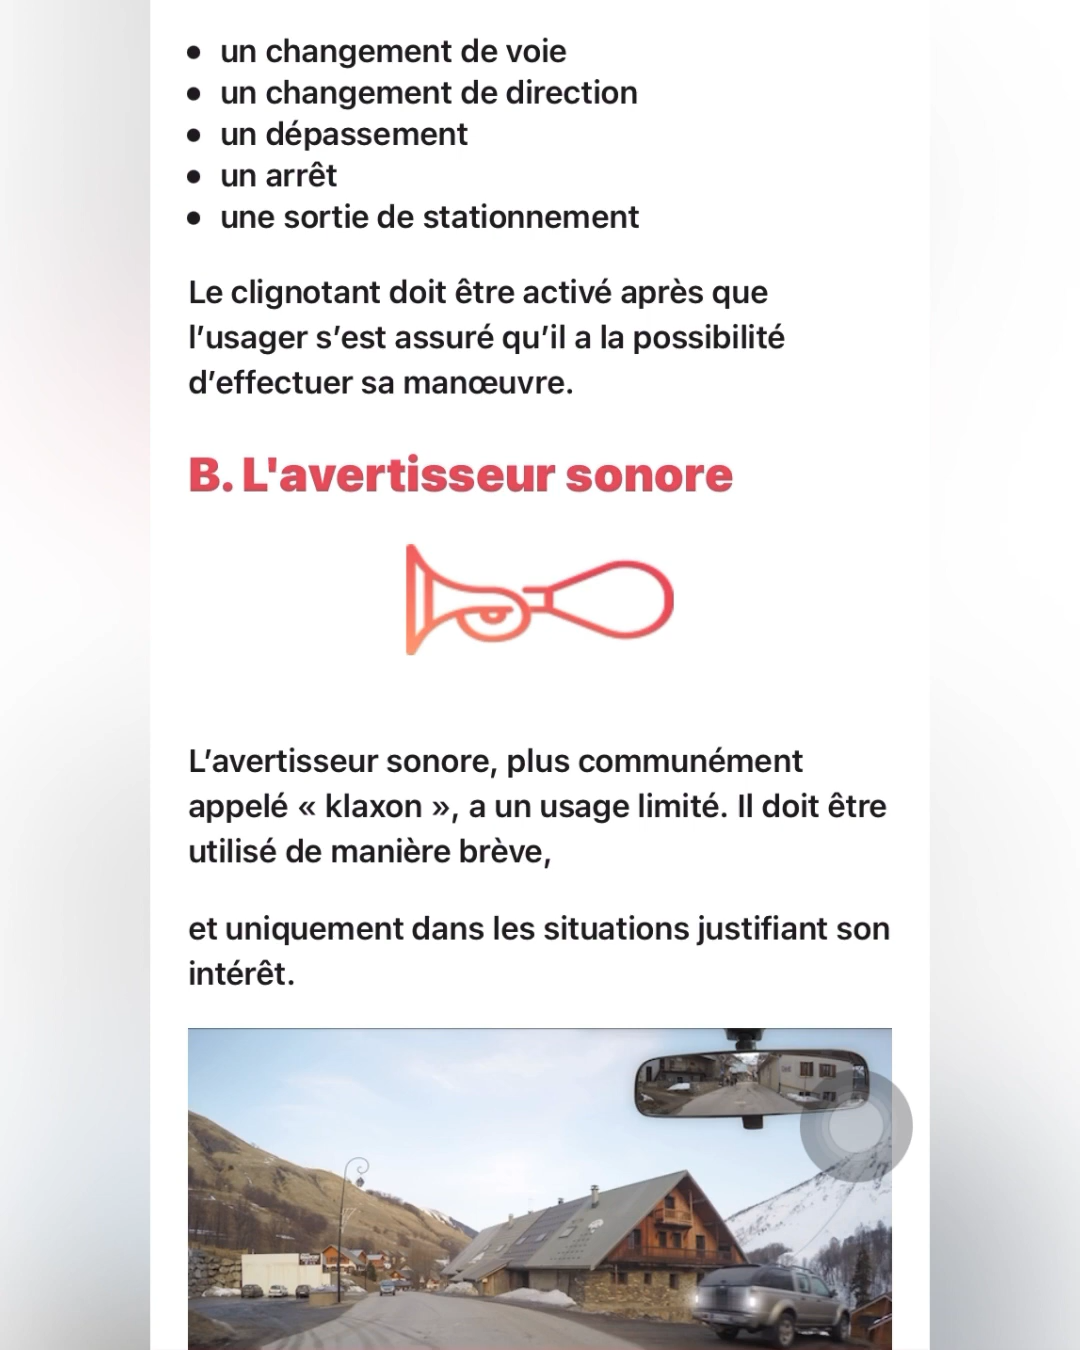 • un changement de voie
• un changement de direction
• un dépassement
• un arrêt
• une sortie de stationnement
Le clignotant doit être activé après que
l’usager s’est assuré qu’il a la possibilité
d’effectuer sa manœuvre.
B. L'avertisseur sonore
L’avertisseur sonore, plus communément
appelé « klaxon », a un usage limité. Il doit être
utilisé de manière brève,
et uniquement dans les situations justifiant son
intérêt.